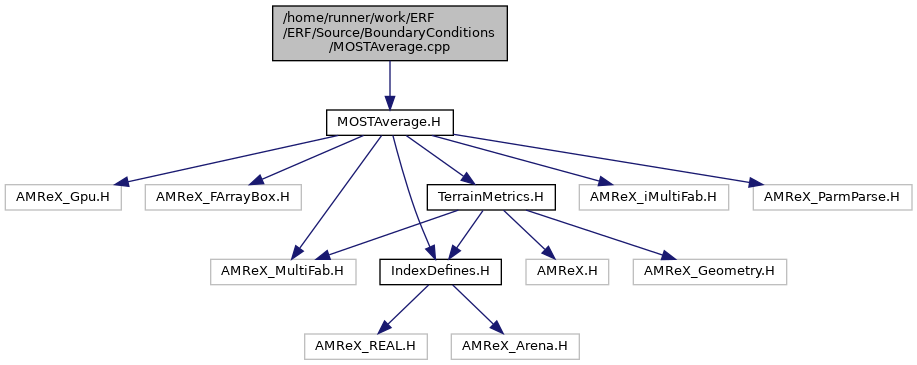 /home/runner/work/ERF
/ERF/Source/BoundaryConditions
/MOSTAverage.cpp
MOSTAverage.H
AMReX_Gpu.H
AMReX_FArrayBox.H
TerrainMetrics.H
AMReX_iMultiFab.H
AMReX_ParmParse.H
AMReX_MultiFab.H
IndexDefines.H
AMReX.H
AMReX_Geometry.H
AMReX_REAL.H
AMReX_Arena.H